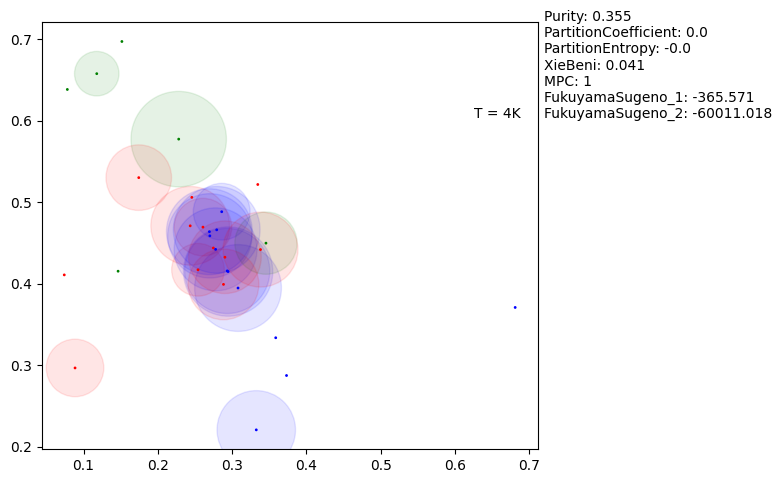 Purity: 0.355
PartitionCoefficient: 0.0
PartitionEntropy: -0.0
XieBeni: 0.041
MPC: 1
FukuyamaSugeno_1: -365.571
FukuyamaSugeno_2: -60011.018
T = 4K
0.7
0.6
0.5
0.4
0.3
0.2
0.1
0.2
0.3
0.4
0.5
0.6
0.7